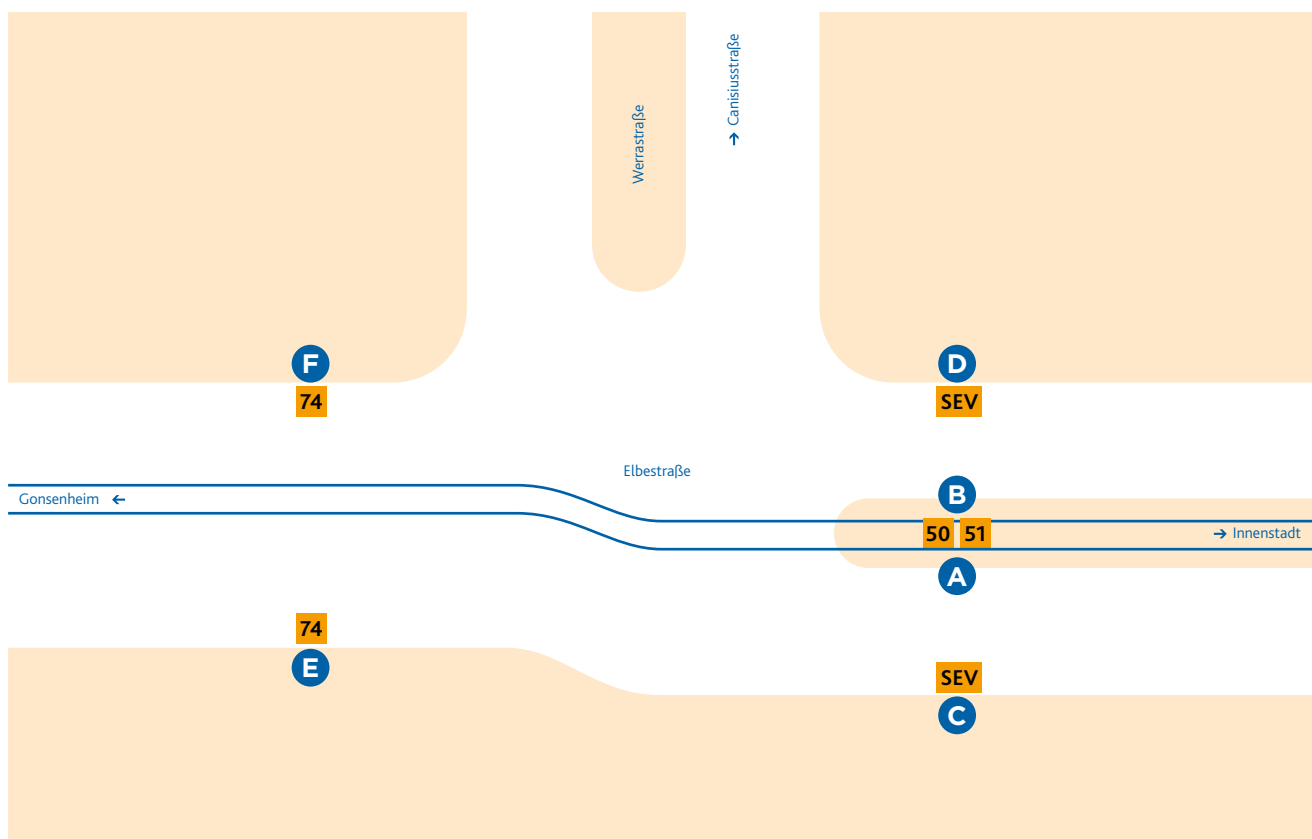 → Canisiusstraße
Werrastraße
F
D
74
SEV
Elbestraße
Gonsenheim ←
B
50 51
→ Innenstadt
A
74
E
SEV
C